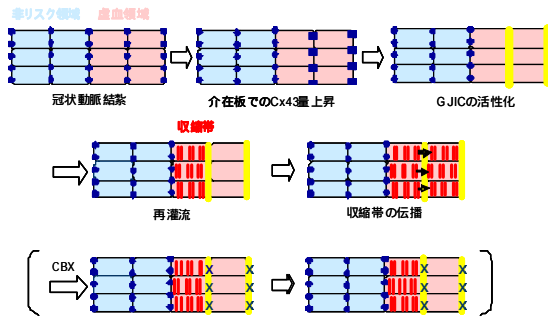 非リスク領域 虚血領域
冠状動脈結紮
介在板でのCx43量上昇
GJICの活性化
収縮帯
再灌流
収縮帯の伝播
CBX
X X X X
X X X X
X X X X